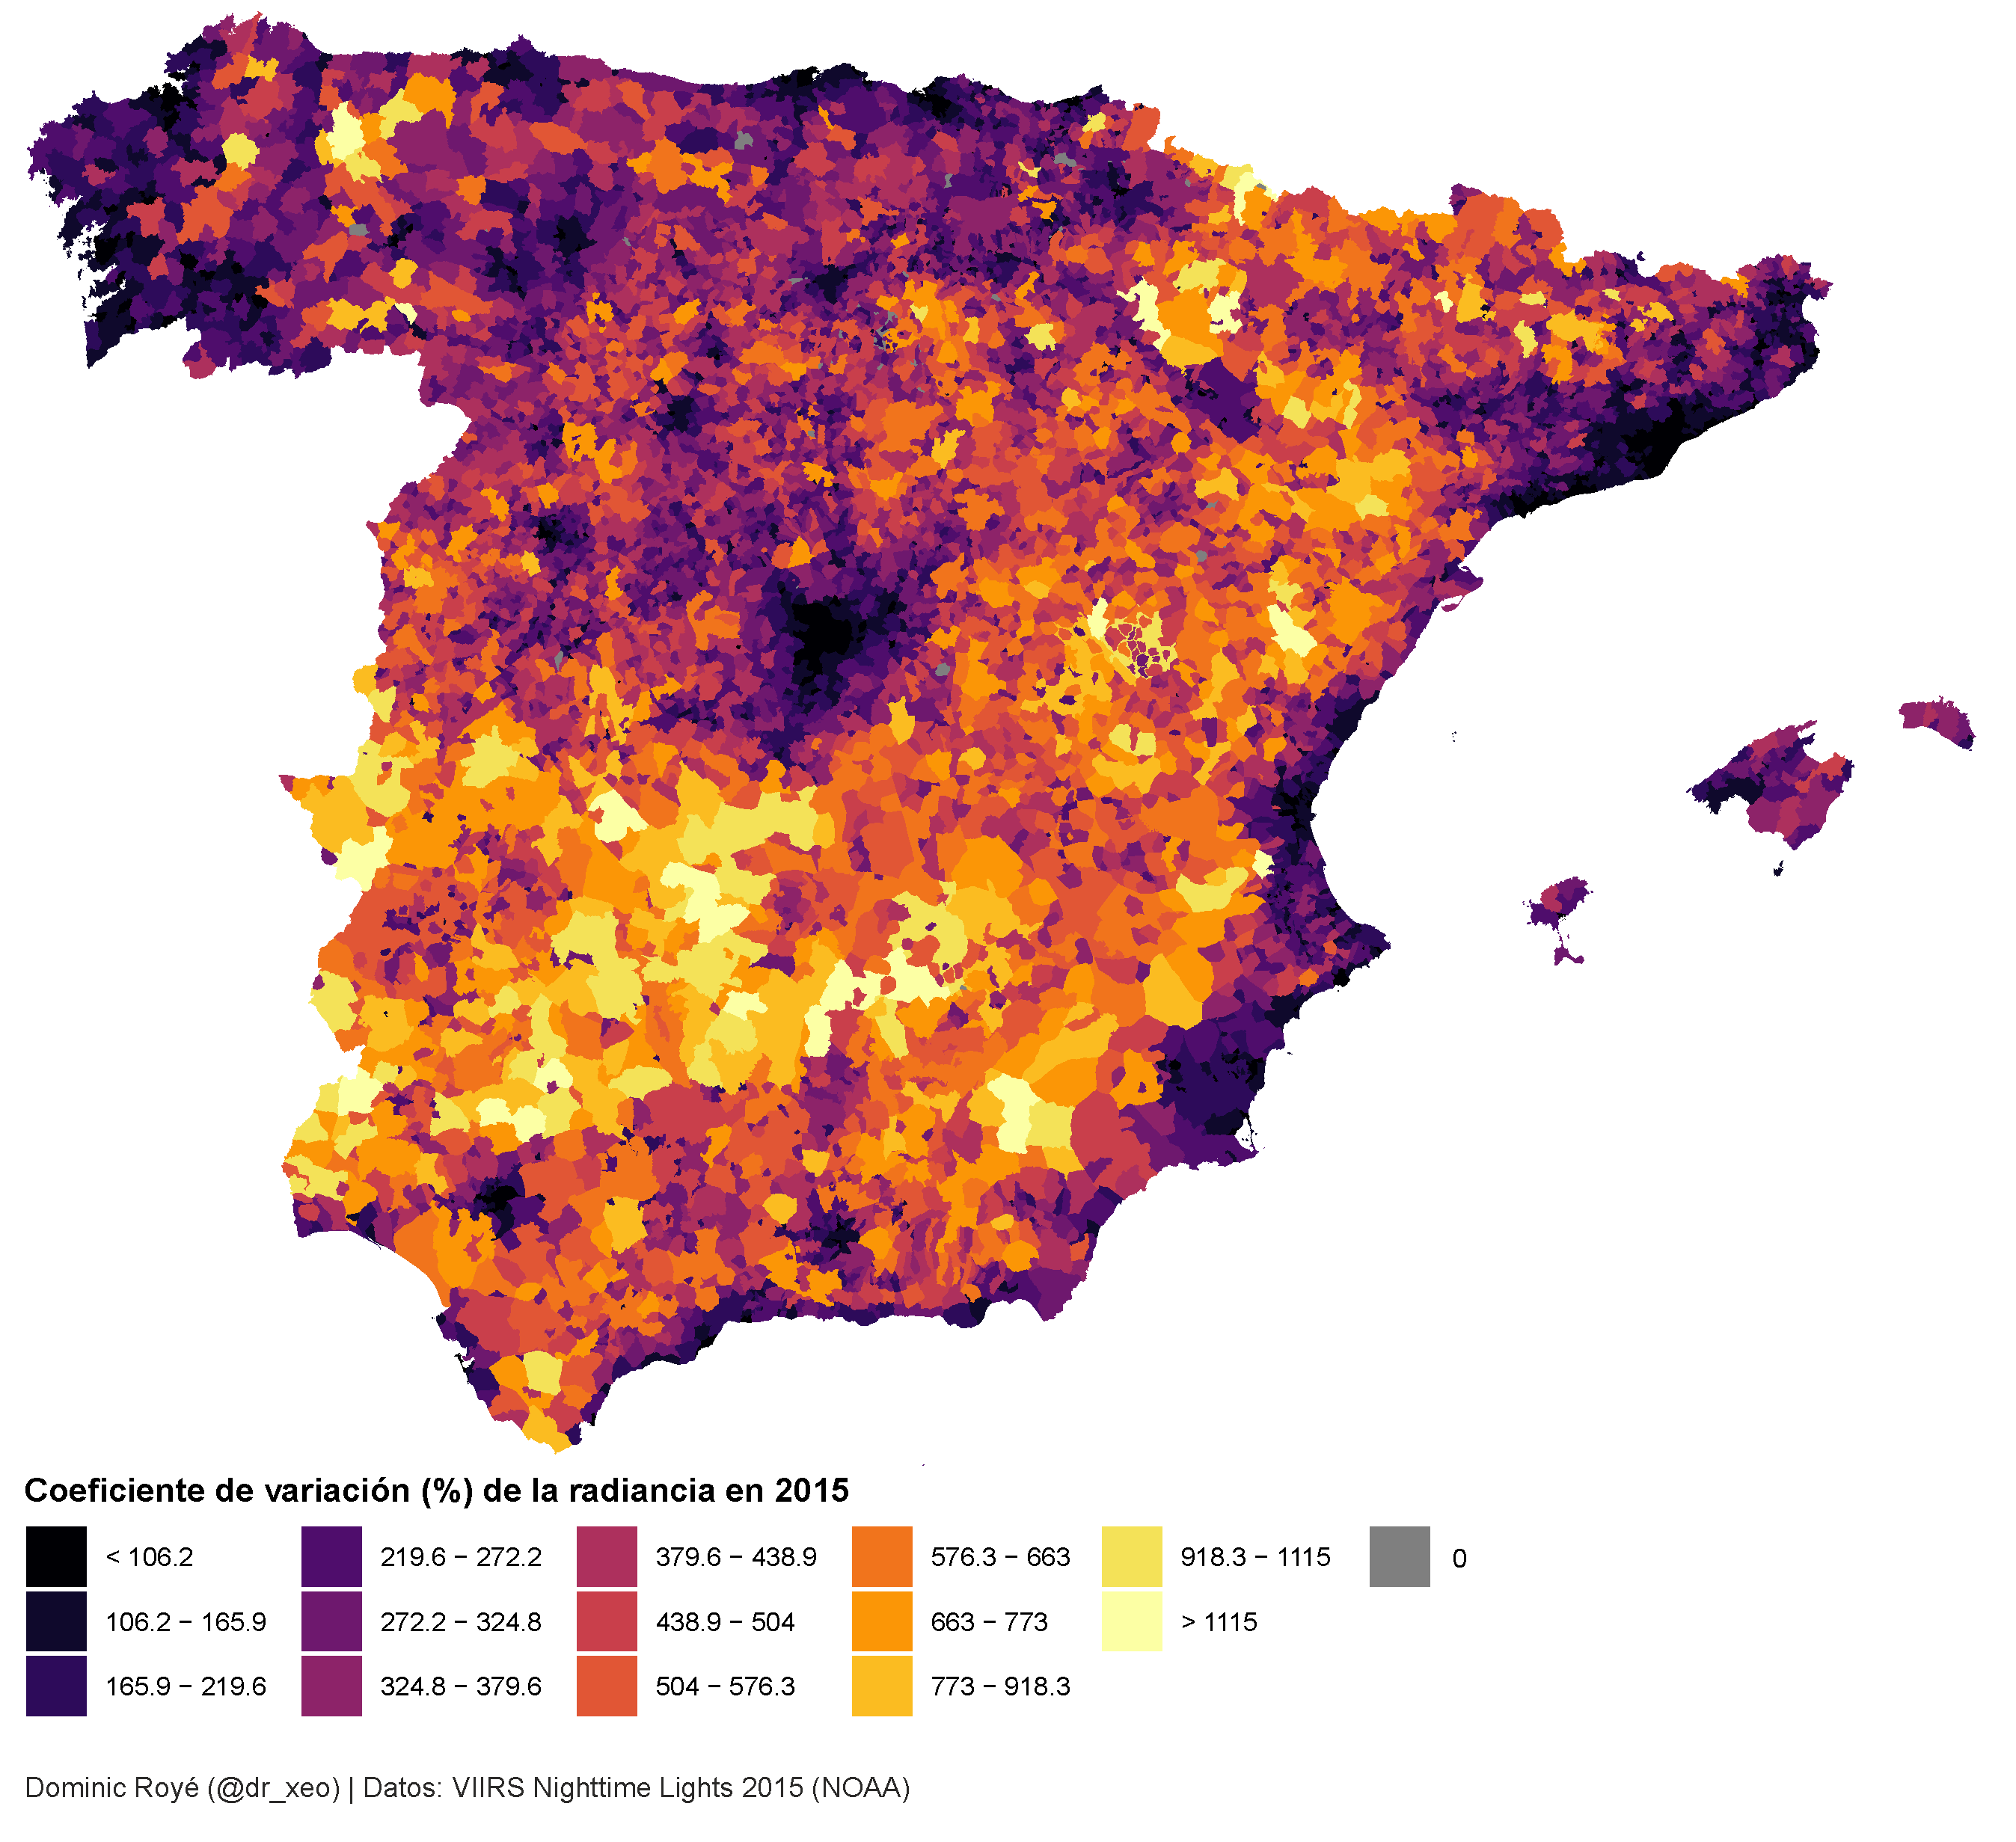 Coeficiente de variación (%) de la radiancia en 2015
< 106.2
106.2 − 165.9
165.9 − 219.6
219.6 − 272.2
272.2 − 324.8
324.8 − 379.6
379.6 − 438.9
438.9 − 504
504 − 576.3
576.3 − 663
663 − 773
773 − 918.3
918.3 − 1115
> 1115
0
Dominic Royé (@dr_xeo) | Datos: VIIRS Nighttime Lights 2015 (NOAA)